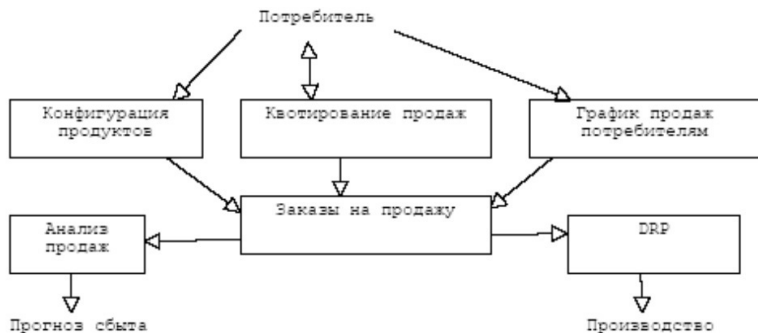 Потребитель
Конфигурация
продуктов
Квотирование продаж
График продаж
потребителям
Заказы на продажу
Анализ
продаж
DRP
Прогноз сбыта
Производство